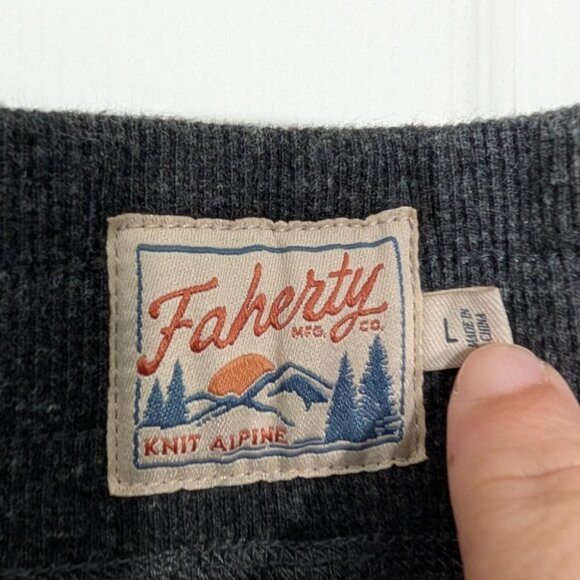 Faherty
MFG. CO.
KNIT ALPINE
L
MADE IN
CHINA